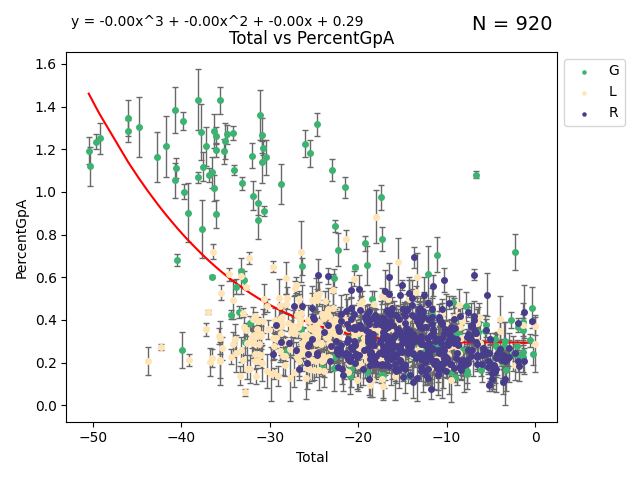 y = -0.00x^3 + -0.00x^2 + -0.00x + 0.29
N = 920
Total vs PercentGpA
G
L
R
PercentGpA
1.6
1.4
1.2
1.0
0.8
0.6
0.4
0.2
0.0
−50
−40
−30
−20
−10
0
Total